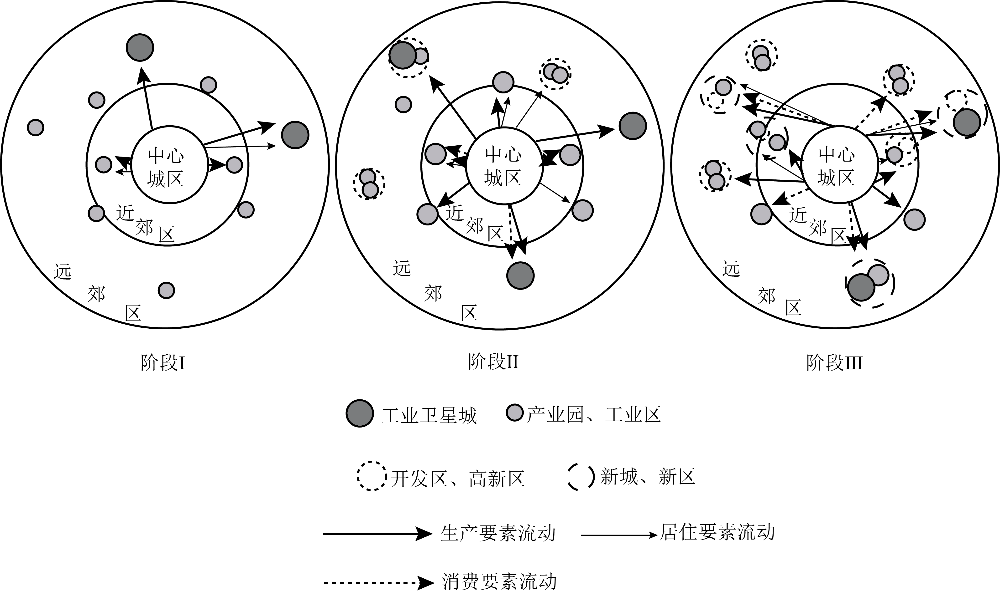 中心
城区
近
郊
区
远
郊
区
阶段I
中心
城区
近
郊
区
远
郊
区
阶段II
中心
城区
近
郊
区
远
郊
区
阶段III
工业卫星城
产业园、工业区
开发区、高新区
新城、新区
生产要素流动
居住要素流动
消费要素流动